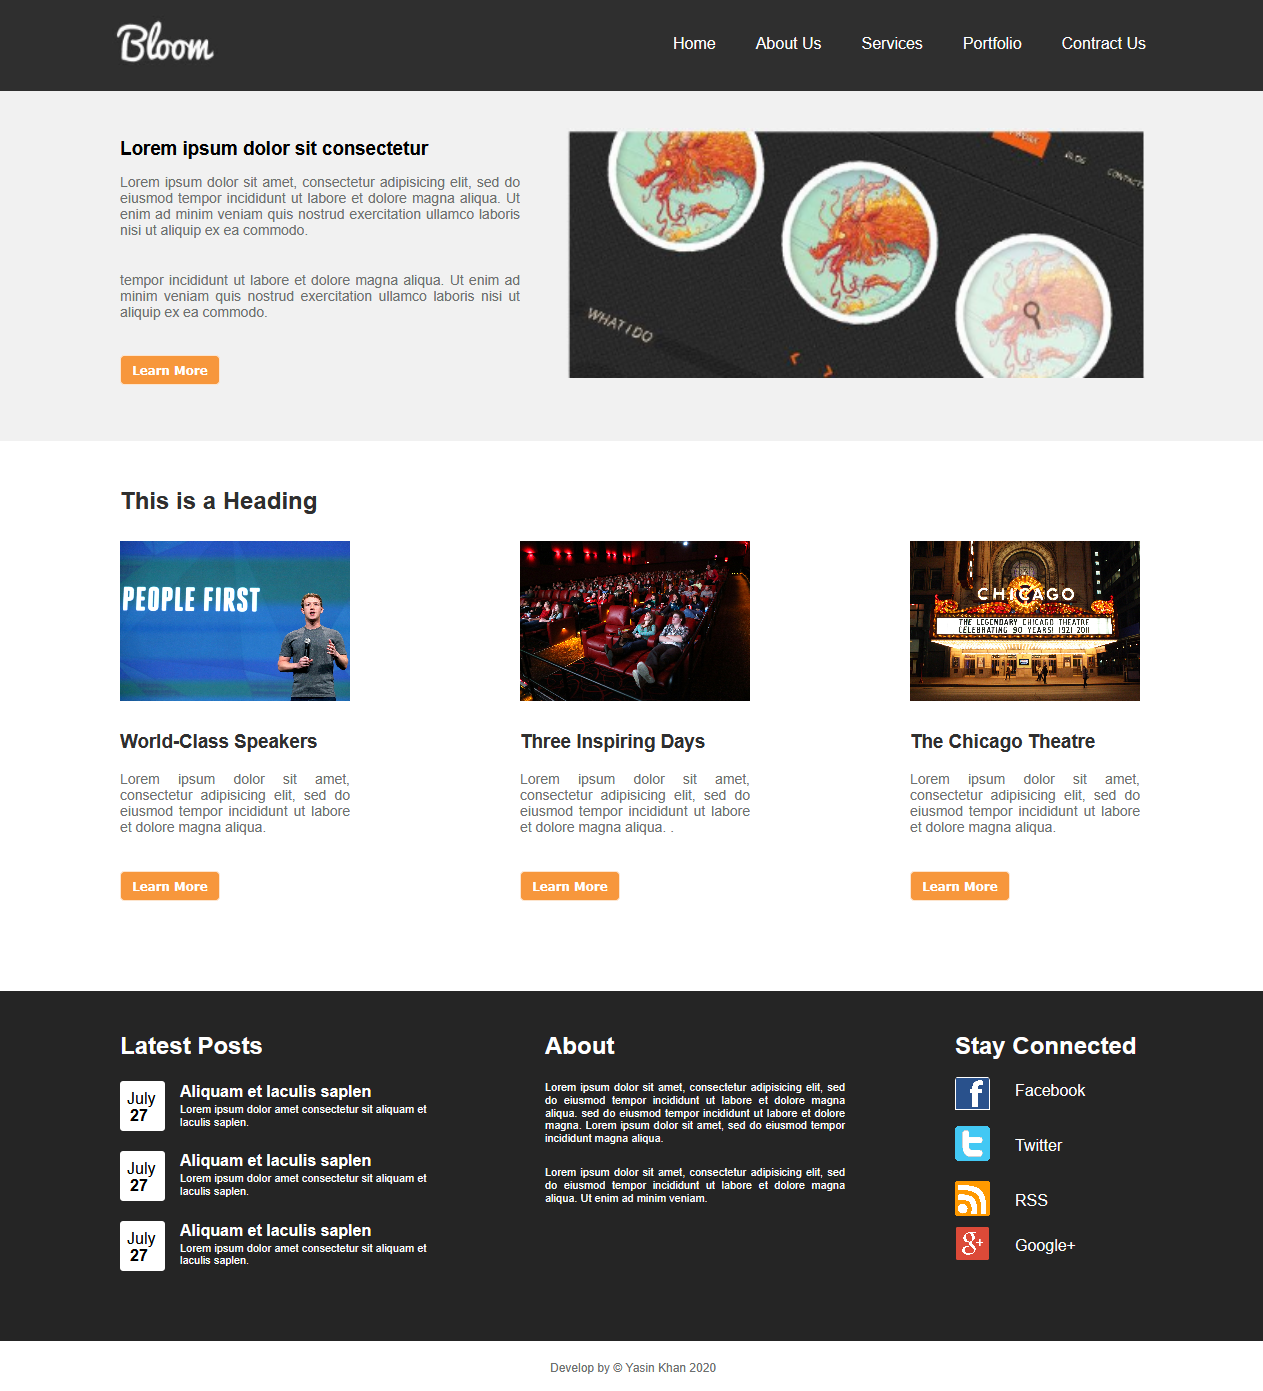 Bloom
Home About Us Services Portfolio Contract Us
Lorem ipsum dolor sit consectetur
Lorem ipsum dolor sit amet, consectetur adipisicing elit, sed do
eiusmod tempor incididunt ut labore et dolore magna aliqua. Ut
enim ad minim veniam quis nostrud exercitation ullamco laboris
nisi ut aliquip ex ea commodo.
tempor incididunt ut labore et dolore magna aliqua. Ut enim ad
minim veniam quis nostrud exercitation ullamco laboris nisi ut
aliquip ex ea commodo.
Learn More
BLOG
WHAT I DO
This is a Heading
PEOPLE FIRST
CHICAGO
THE LEGENDARY CHICAGO THEATRE
CELEBRATING 90 YEARS! 1921 2011
World-Class Speakers
Lorem ipsum dolor sit amet,
consectetur adipisicing elit, sed do
eiusmod tempor incididunt ut labore
et dolore magna aliqua.
Learn More
Three Inspiring Days
Lorem ipsum dolor sit amet,
consectetur adipisicing elit, sed do
eiusmod tempor incididunt ut labore
et dolore magna aliqua. .
Learn More
The Chicago Theatre
Lorem ipsum dolor sit amet,
consectetur adipisicing elit, sed do
eiusmod tempor incididunt ut labore
et dolore magna aliqua.
Learn More
Latest Posts
July
27
Aliquam et laculis saplen
Lorem ipsum dolor amet consectetur sit aliquam et
laculis saplen.
July
27
Aliquam et laculis saplen
Lorem ipsum dolor amet consectetur sit aliquam et
laculis saplen.
July
27
Aliquam et laculis saplen
Lorem ipsum dolor amet consectetur sit aliquam et
laculis saplen.
About
Lorem ipsum dolor sit amet, consectetur adipisicing elit, sed
do eiusmod tempor incididunt ut labore et dolore magna
aliqua. sed do eiusmod tempor incididunt ut labore et dolore
magna. Lorem ipsum dolor sit amet, sed do eiusmod tempor
incididunt magna aliqua.
Lorem ipsum dolor sit amet, consectetur adipisicing elit, sed
do eiusmod tempor incididunt ut labore et dolore magna
aliqua. Ut enim ad minim veniam.
Stay Connected
f Facebook
t Twitter
RSS
g+ Google+
Develop by © Yasin Khan 2020